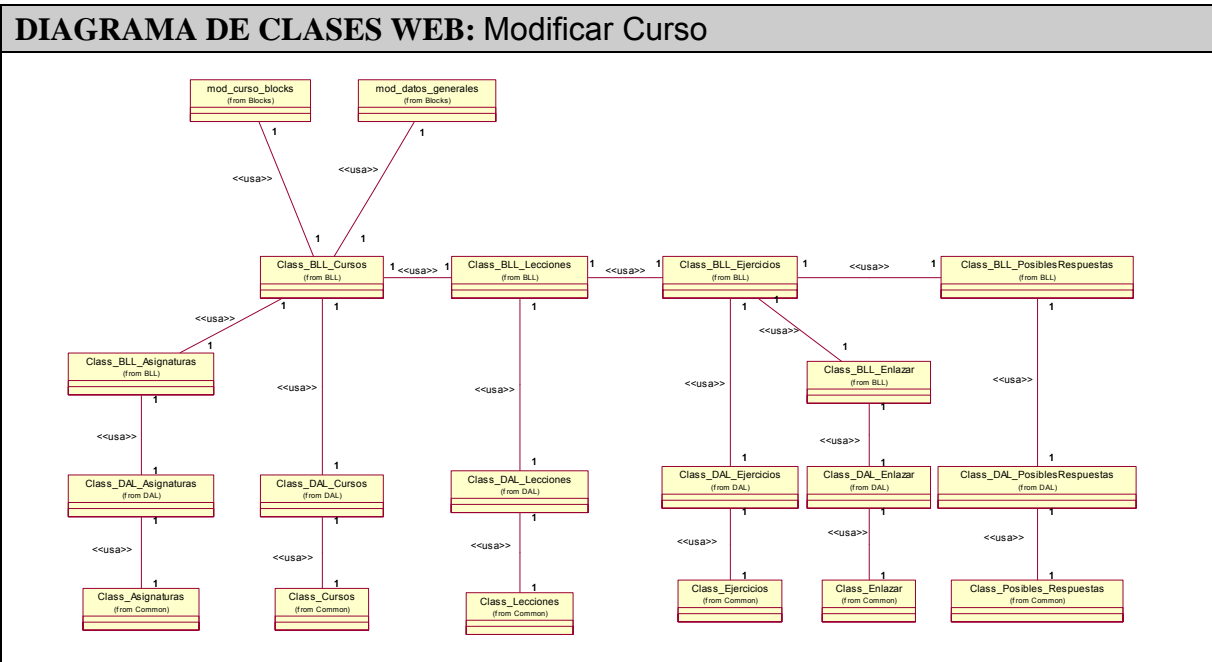 DIAGRAMA DE CLASES WEB: Modificar Curso
mod_curso_blocks
(from Blocks)
mod_datos_generales
(from Blocks)
1
1
<<usa>>
<<usa>>
1
1
Class_BLL_Cursos
(from BLL)
1
<<usa>>
1
Class_BLL_Lecciones
(from BLL)
1
<<usa>>
1
Class_BLL_Ejercicios
(from BLL)
1
<<usa>>
1
Class_BLL_PosiblesRespuestas
(from BLL)
1
1
1
1
1
1
<<usa>>
<<usa>>
1
1
Class_BLL_Asignaturas
(from BLL)
Class_BLL_Enlazar
(from BLL)
1
1
<<usa>>
<<usa>>
<<usa>>
<<usa>>
<<usa>>
<<usa>>
1
1
1
1
1
1
Class_DAL_Asignaturas
(from DAL)
Class_DAL_Cursos
(from DAL)
Class_DAL_Lecciones
(from DAL)
Class_DAL_Ejercicios
(from DAL)
Class_DAL_Enlazar
(from DAL)
Class_DAL_PosiblesRespuestas
(from DAL)
1
1
1
1
1
1
<<usa>>
<<usa>>
<<usa>>
<<usa>>
<<usa>>
<<usa>>
1
1
1
1
1
1
Class_Asignaturas
(from Common)
Class_Cursos
(from Common)
Class_Lecciones
(from Common)
Class_Ejercicios
(from Common)
Class_Enlazar
(from Common)
Class_Posibles_Respuestas
(from Common)